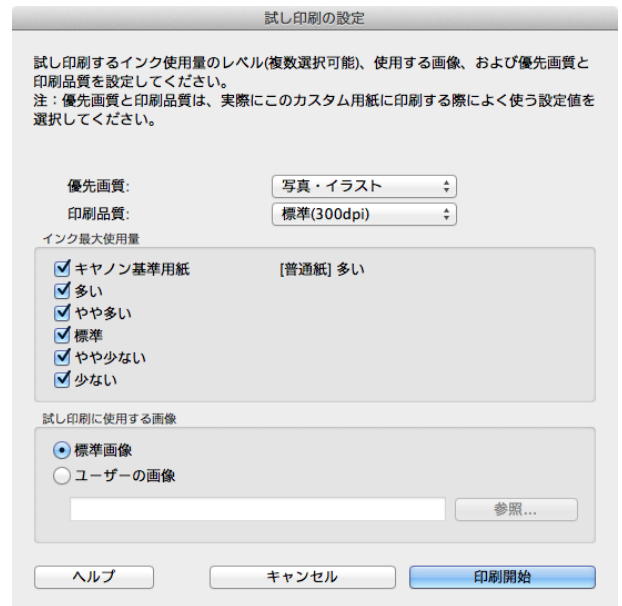 試し印刷の設定
試し印刷するインク使用量のレベル(複数選択可能)、使用する画像、および優先画質と
印刷品質を設定してください。
注：優先画質と印刷品質は、実際にこのカスタム用紙に印刷する際によく使う設定値を
選択してください。
優先画質: 写真・イラスト
印刷品質: 標準(300dpi)
インク最大使用量
キヤノン基準用紙 [普通紙] 多い
多い
やや多い
標準
やや少ない
少ない
試し印刷に使用する画像
標準画像
ユーザーの画像
参照...
ヘルプ キャンセル 印刷開始